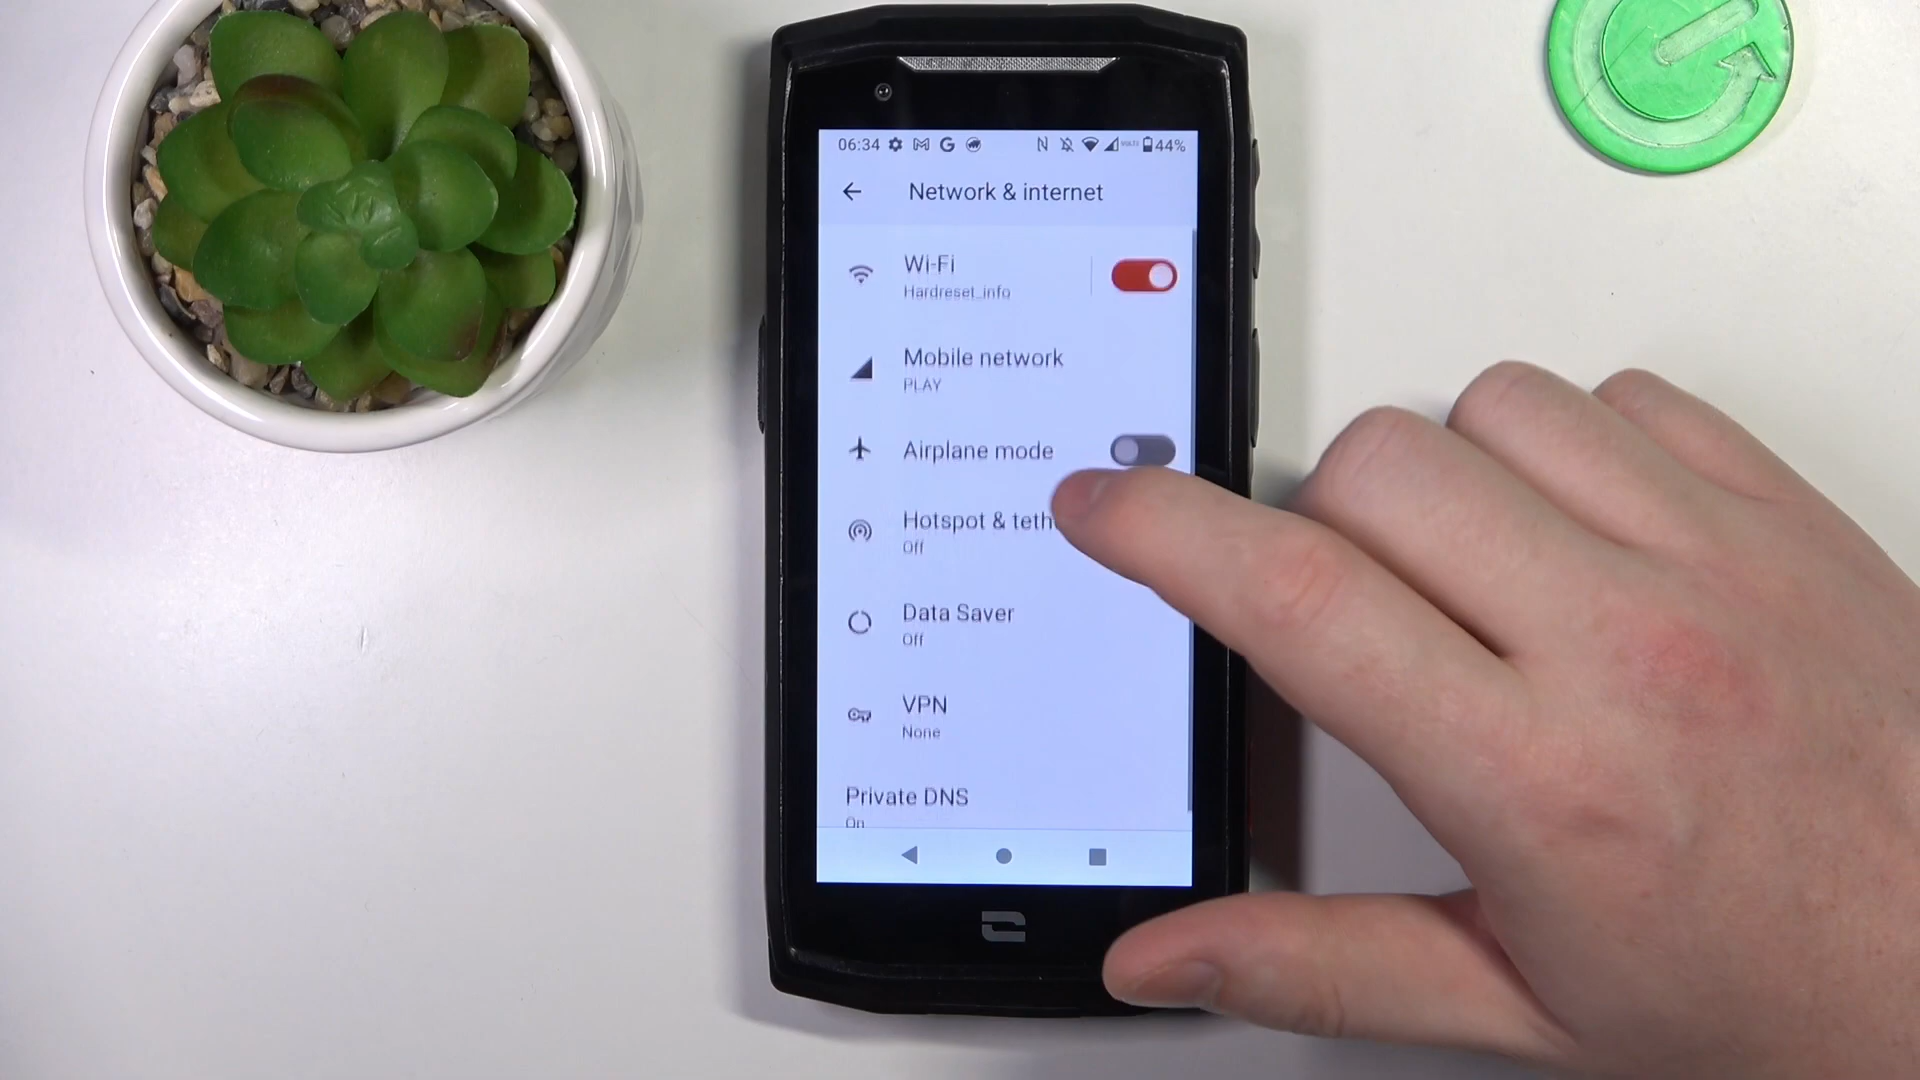 06:34 44%
Network & internet
Wi-Fi
Hardreset_info
Mobile network
PLAY
Airplane mode
Hotspot & teth
Off
Data Saver
Off
VPN
None
Private DNS
On